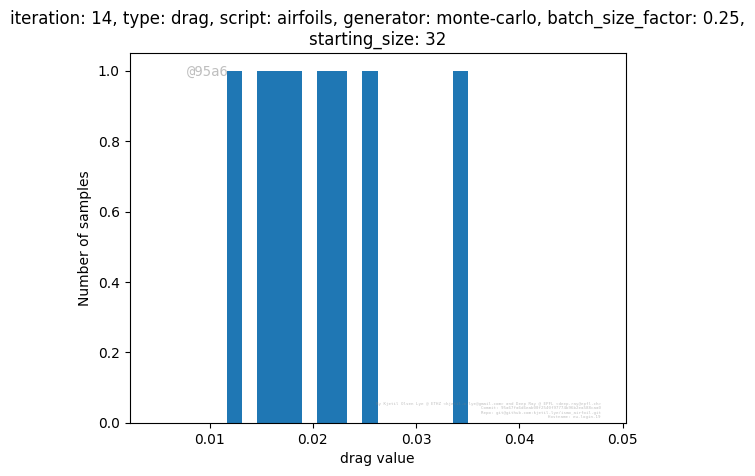 iteration: 14, type: drag, script: airfoils, generator: monte-carlo, batch_size_factor: 0.25,
starting_size: 32
@95a6
1.0
0.8
0.6
0.4
0.2
0.0
Number of samples
0.01
0.02
0.03
0.04
0.05
drag value